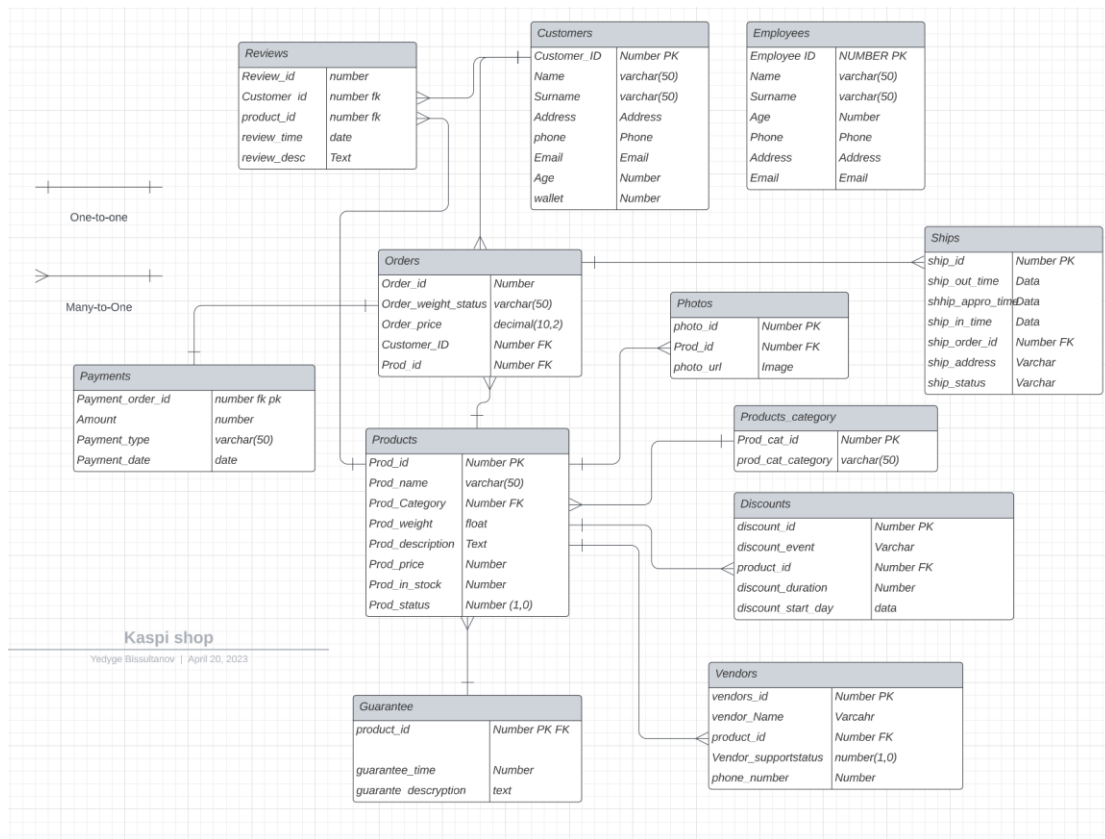 Customers
Customer_ID Number PK
Name varchar(50)
Surname varchar(50)
Address Address
phone Phone
Email Email
Age Number
wallet Number
Employees
Employee ID NUMBER PK
Name varchar(50)
Surname varchar(50)
Age Number
Phone Phone
Address Address
Email Email
Reviews
Review_id number
Customer_id number fk
product_id number fk
review_time date
review_desc Text
One-to-one
Many-to-One
Orders
Order_id Number
Order_weight_status varchar(50)
Order_price decimal(10,2)
Customer_ID Number FK
Prod_id Number FK
Ships
ship_id Number PK
ship_out_time Data
shhip_appro_time Data
ship_in_time Data
ship_order_id Number FK
ship_address Varchar
ship_status Varchar
Photos
photo_id Number PK
Prod_id Number FK
photo_url Image
Payments
Payment_order_id number fk pk
Amount number
Payment_type varchar(50)
Payment_date date
Products_category
Prod_cat_id Number PK
prod_cat_category varchar(50)
Products
Prod_id Number PK
Prod_name varchar(50)
Prod_Category Number FK
Prod_weight float
Prod_description Text
Prod_price Number
Prod_in_stock Number
Prod_status Number (1,0)
Discounts
discount_id Number PK
discount_event Varchar
product_id Number FK
discount_duration Number
discount_start_day data
Kaspi shop
Yedyge Bissultanov | April 20, 2023
Vendors
vendors_id Number PK
vendor_Name Varcahr
product_id Number FK
Vendor_supportstatus number(1,0)
phone_number Number
Guarantee
product_id Number PK FK
guarantee_time Number
guarante_descryption text